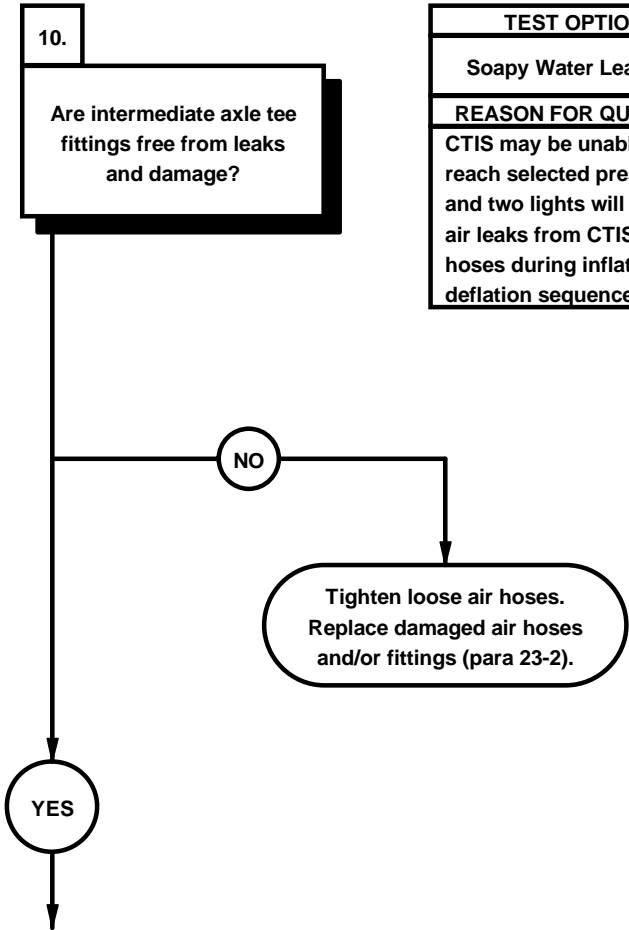 10.
Are intermediate axle tee
fittings free from leaks
and damage?
TEST OPTIO
Soapy Water Lea
REASON FOR QU
CTIS may be unab
reach selected pre
and two lights will
air leaks from CTIS
hoses during infla
deflation sequence
NO
Tighten loose air hoses.
Replace damaged air hoses
and/or fittings (para 23-2).
YES